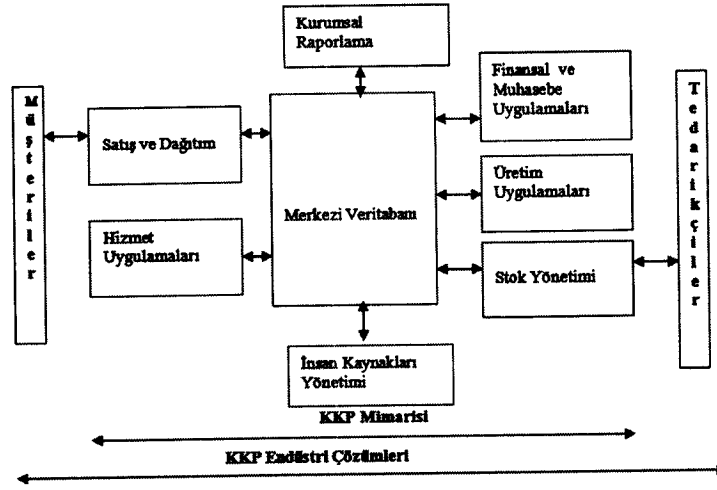 Kurumsal
Raporlama
Müşteriler
Satış ve Dağıtım
Hizmet
Uygulamaları
Merkezi Veritabanı
Finansal ve
Muhasebe
Uygulamaları
Üretim
Uygulamaları
Stok Yönetimi
Tedarikçiler
İnsan Kaynakları
Yönetimi
KKP Mimarisi
KKP Endüstri Çözümleri